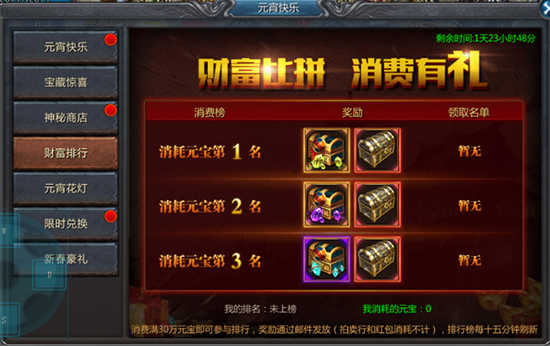 元宵快乐
剩余时间:1天23小时48分
元宵快乐
宝藏惊喜
神秘商店
财富排行
元宵花灯
限时兑换
新春豪礼
财富比拼 消费有礼
消费榜 奖励 领取名单
消耗元宝第 1 名 暂无
消耗元宝第 2 名 暂无
消耗元宝第 3 名 暂无
我的排名：未上榜 我消耗的元宝：0
消费满30万元宝即可参与排行，奖励通过邮件发放（拍卖行和红包消耗不计），排行榜每十五分钟刷新
W
D
S